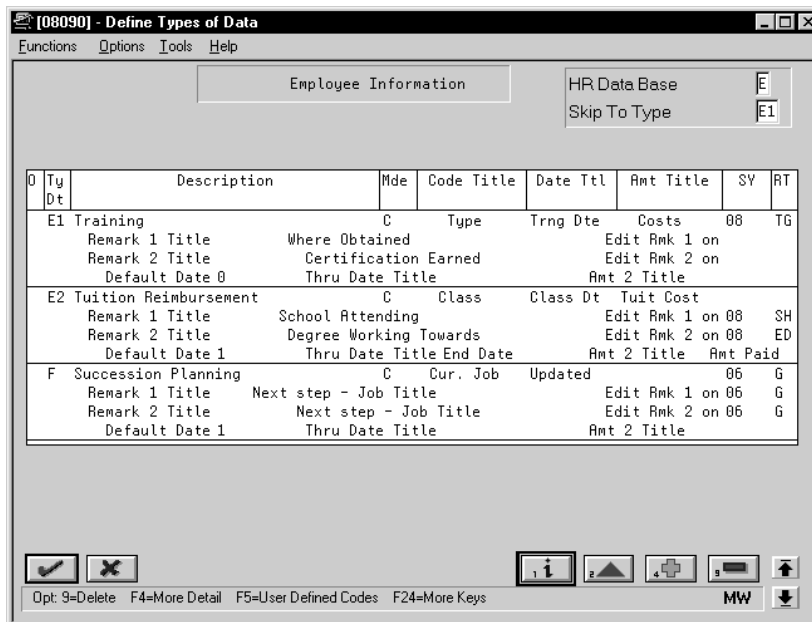 [08090] - Define Types of Data
Functions Options Tools Help
Employee Information
HR Data Base E
Skip To Type E1
O Ty Description Mde Code Title Date Ttl Amt Title SY RT
Dt
E1 Training C Type Trng Dte Costs 08 TG
Remark 1 Title Where Obtained Edit Rmk 1 on
Remark 2 Title Certification Earned Edit Rmk 2 on
Default Date 0 Thru Date Title Amt 2 Title
E2 Tuition Reimbursement C Class Class Dt Tuit Cost
Remark 1 Title School Attending Edit Rmk 1 on 08 SH
Remark 2 Title Degree Working Towards Edit Rmk 2 on 08 ED
Default Date 1 Thru Date Title End Date Amt 2 Title Amt Paid
F Succession Planning C Cur. Job Updated 06 G
Remark 1 Title Next step - Job Title Edit Rmk 1 on 06 G
Remark 2 Title Next step - Job Title Edit Rmk 2 on 06 G
Default Date 1 Thru Date Title Amt 2 Title
1 i 2 4 9
Opt: 9=Delete F4=More Detail F5=User Defined Codes F24=More Keys MW